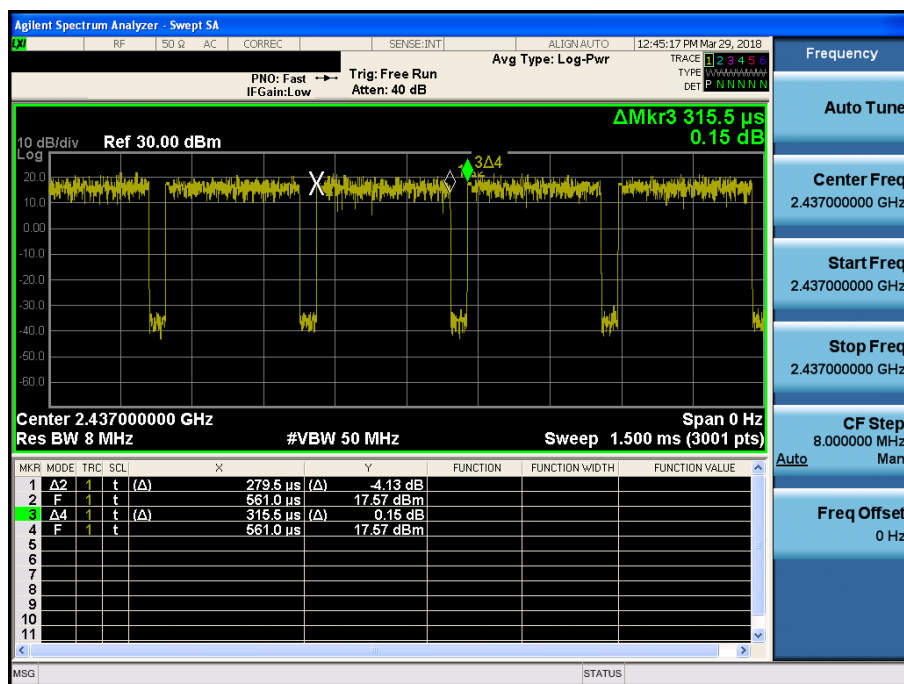 Agilent Spectrum Analyzer - Swept SA
LXI RF 50 Ω AC CORREC SENSE:INT ALIGNAUTO 12:45:17 PM Mar 29, 2018
Frequency
Avg Type: Log-Pwr
TRACE 1 2 3 4 5 6
PNO: Fast Trig: Free Run
TYPE WWWWWW
IFGain:Low Atten: 40 dB
DET P N N N N N
Auto Tune
ΔMkr3 315.5 µs
0.15 dB
10 dB/div Ref 30.00 dBm
Log
3Δ4
20.0
10.0
0.00
-10.0
-20.0
-30.0
-40.0
-50.0
-60.0
Center Freq
2.437000000 GHz
Start Freq
2.437000000 GHz
Stop Freq
2.437000000 GHz
Center 2.437000000 GHz Span 0 Hz
Res BW 8 MHz #VBW 50 MHz Sweep 1.500 ms (3001 pts)
CF Step
8.000000 MHz
Auto Man
Freq Offset
0 Hz
MKR MODE TRC SCL X Y FUNCTION FUNCTION WIDTH FUNCTION VALUE
1 Δ2 1 t (Δ) 279.5 µs (Δ) -4.13 dB
2 F 1 t 561.0 µs 17.57 dBm
3 Δ4 1 t (Δ) 315.5 µs (Δ) 0.15 dB
4 F 1 t 561.0 µs 17.57 dBm
5
6
7
8
9
10
11
MSG STATUS